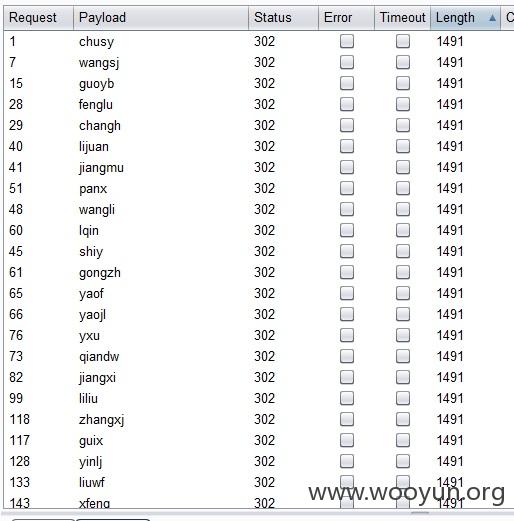 Request Payload Status Error Timeout Length C
1 chusy 302 1491
7 wangsj 302 1491
15 guoyb 302 1491
28 fenglu 302 1491
29 changh 302 1491
40 lijuan 302 1491
41 jiangmu 302 1491
51 panx 302 1491
48 wangli 302 1491
60 lqin 302 1491
45 shiy 302 1491
61 gongzh 302 1491
65 yaof 302 1491
66 yaojl 302 1491
76 yxu 302 1491
73 qiandw 302 1491
82 jiangxi 302 1491
99 liliu 302 1491
118 zhangxj 302 1491
117 guix 302 1491
128 yinlj 302 1491
133 liuwf 302 1491
143 xfeng 302 1491
www.wooyun.org